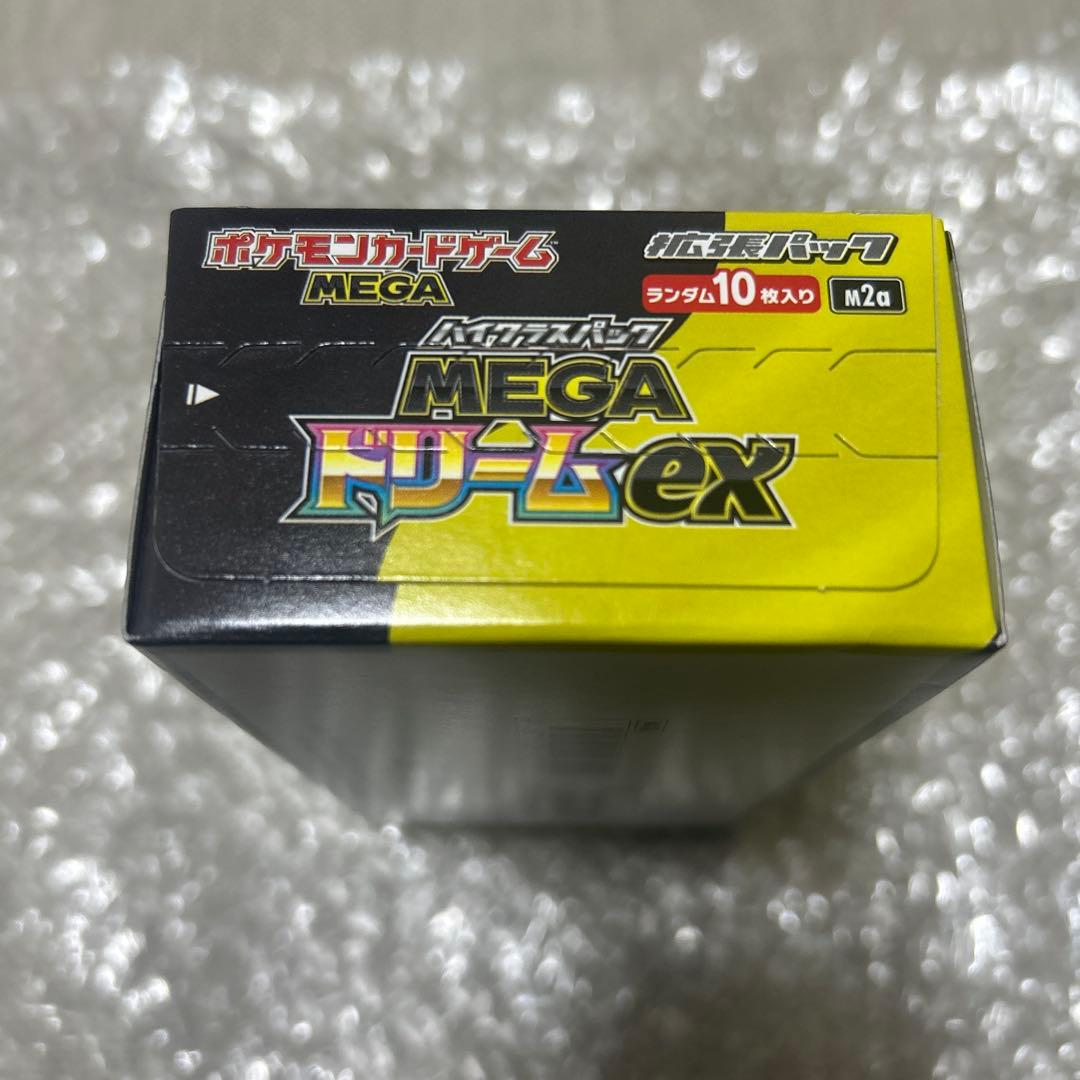 ポケモンカードゲーム™
MEGA
拡張パック
ランダム10枚入り M2a
ハイクラスパック
MEGA
ドリームex